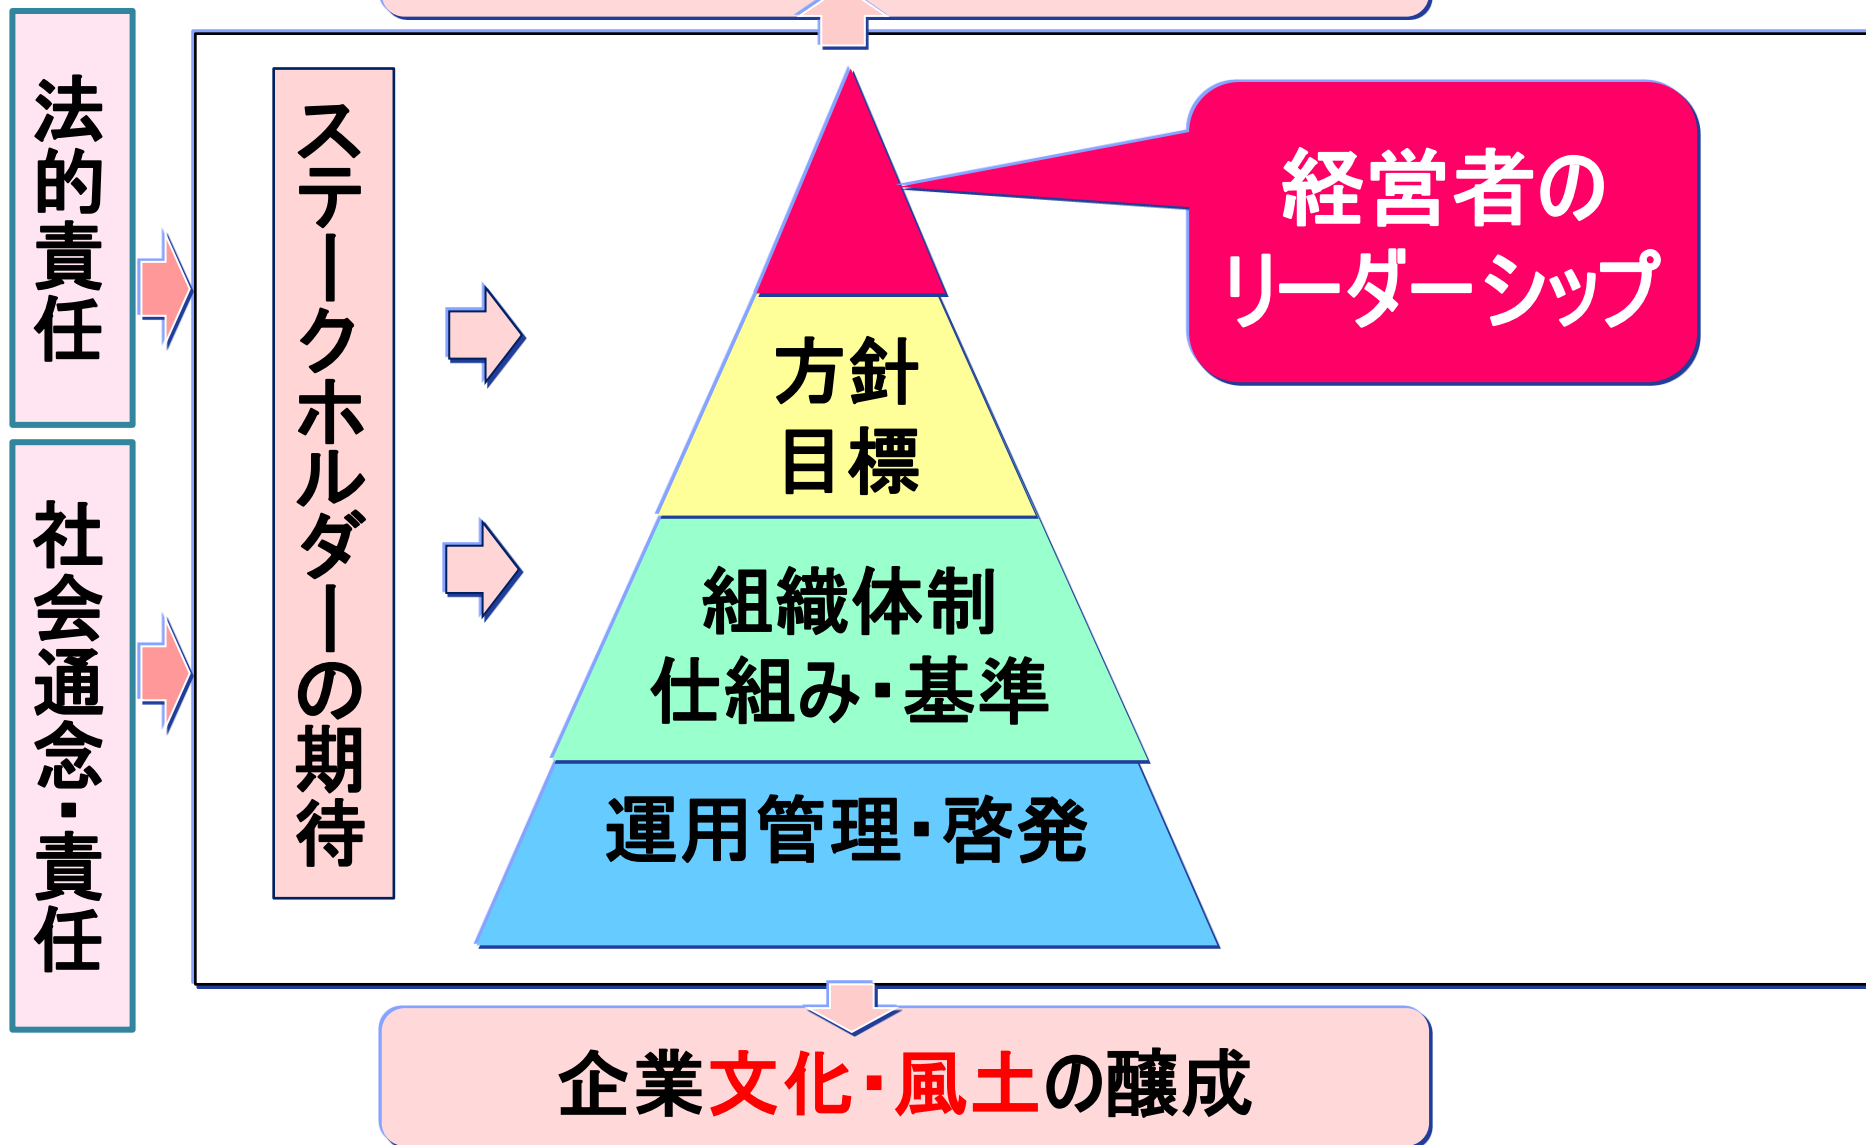 法的責任
社会通念・責任
ステークホルダーの期待
経営者の
リーダーシップ
方針
目標
組織体制
仕組み・基準
運用管理・啓発
企業文化・風土の醸成